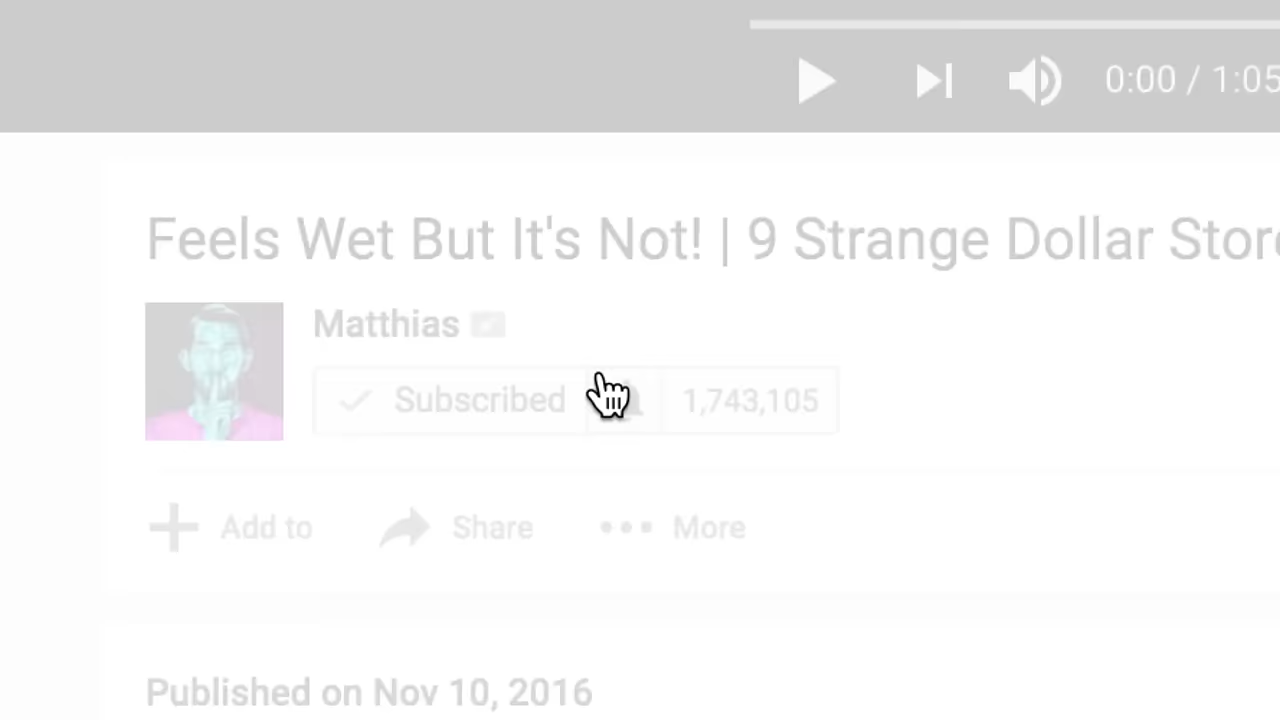 0:00 / 1:05
Feels Wet But It's Not! | 9 Strange Dollar
Matthias
Subscribed 1,743,105
Add to Share More
Published on Nov 10, 2016